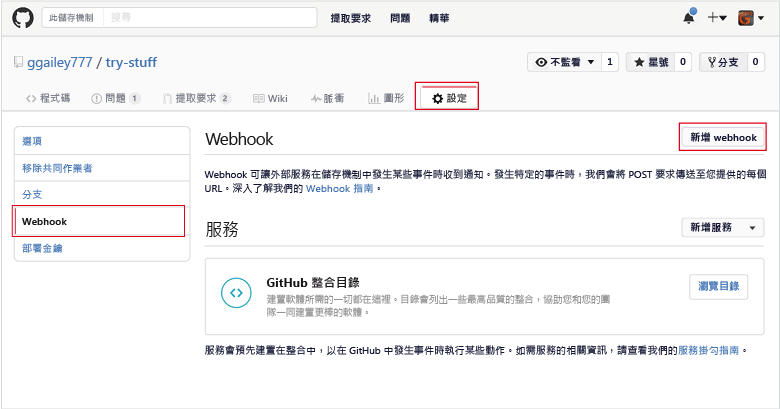 此儲存機制 搜尋 提取要求 問題 精華
ggailey777 / try-stuff 不監看 1 星號 0 分支 0
程式碼 問題 1 提取要求 2 Wiki 脈衝 圖形 設定
選項
移除共同作業者
分支
Webhook
部署金鑰
Webhook 新增 webhook
Webhook 可讓外部服務在儲存機制中發生某些事件時收到通知。發生特定的事件時，我們會將 POST 要求傳送至您提供的每個
URL。深入了解我們的 Webhook 指南。
服務 新增服務
GitHub 整合目錄 瀏覽目錄
建置軟體所需的一切都在這裡。目錄會列出一些最高品質的整合，協助您和您的團
隊一同建置更棒的軟體。
服務會預先建置在整合中，以在 GitHub 中發生事件時執行某些動作。如需服務的相關資訊，請查看我們的服務掛勾指南。